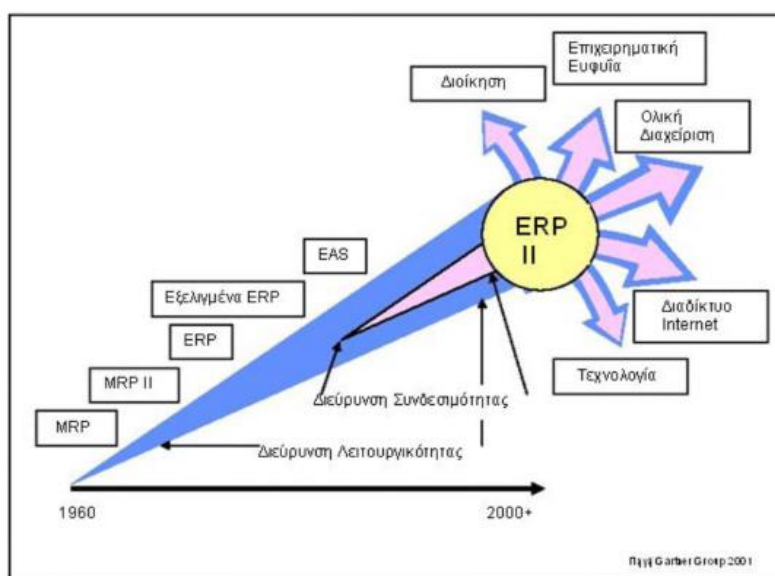 Επιχειρηματική
Ευφυΐα
Διοίκηση
Ολική
Διαχείριση
ERP
II
EAS
Εξελιγμένα ERP
Διαδίκτυο
Internet
ERP
MRP II
Τεχνολογία
Διεύρυνση Συνδεσιμότητας
MRP
Διεύρυνση Λειτουργικότητας
1960
2000+
Πηγή Gartner Group 2001